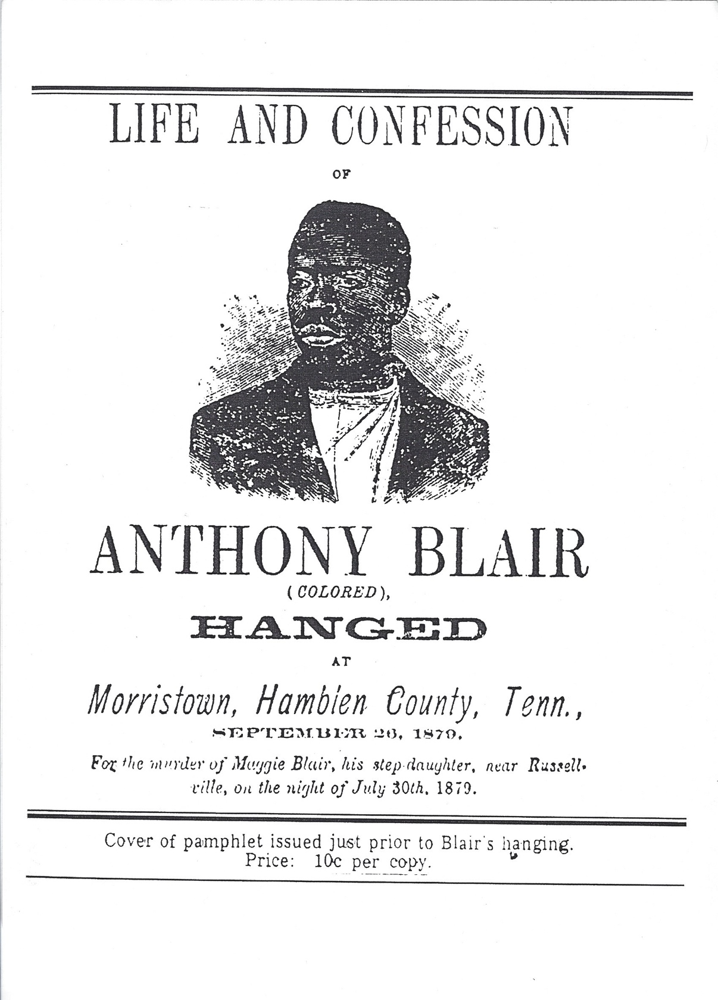 LIFE AND CONFESSION
OF
ANTHONY BLAIR
(COLORED),
HANGED
AT
Morristown, Hamblen County, Tenn.,
SEPTEMBER 26, 1879.
For the murder of Maggie Blair, his step-daughter, near Russell-
ville, on the night of July 30th, 1879.
Cover of pamphlet issued just prior to Blair's hanging.
Price: 10c per copy.